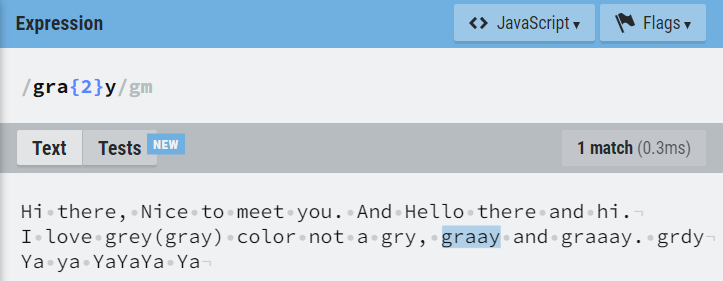 Expression
<> JavaScript ▾
Flags ▾
/gra{2}y/gm
Text
Tests
NEW
1 match (0.3ms)
Hi•there,•Nice•to•meet•you.•And•Hello•there•and•hi.•¬
I•love•grey(gray)•color•not•a•gry,•graay•and•graaay.•grdy¬
Ya•ya•YaYaYa•Ya¬